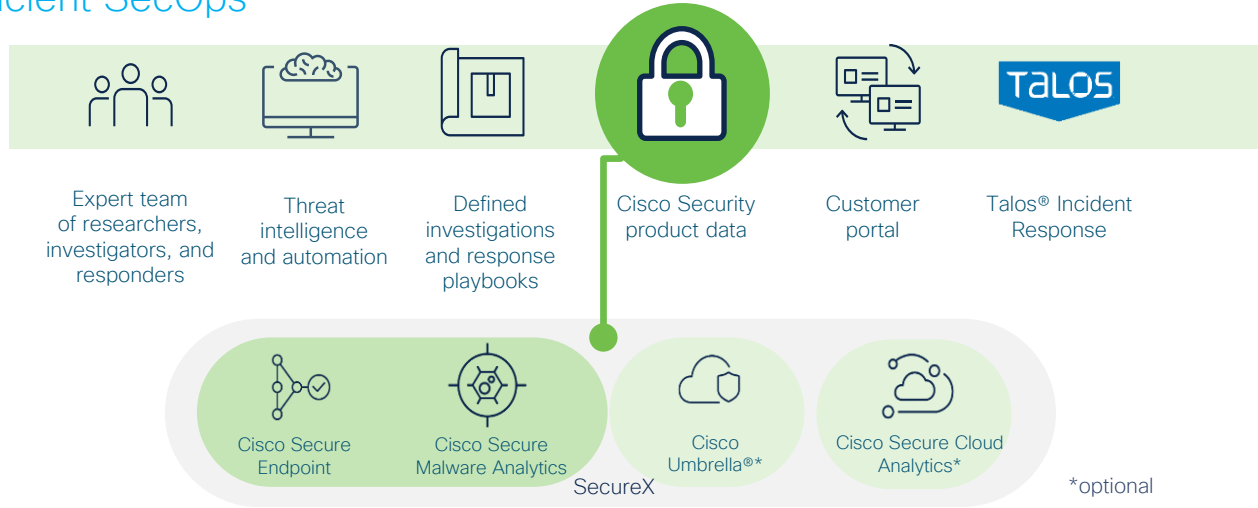 SecOps
TALOS
Expert team
of researchers,
investigators, and
responders
Threat
intelligence
and automation
Defined
investigations
and response
playbooks
Cisco Security
product data
Customer
portal
Talos® Incident
Response
Cisco Secure
Endpoint
Cisco Secure
Malware Analytics
Cisco
Umbrella®*
Cisco Secure Cloud
Analytics*
SecureX
*optional